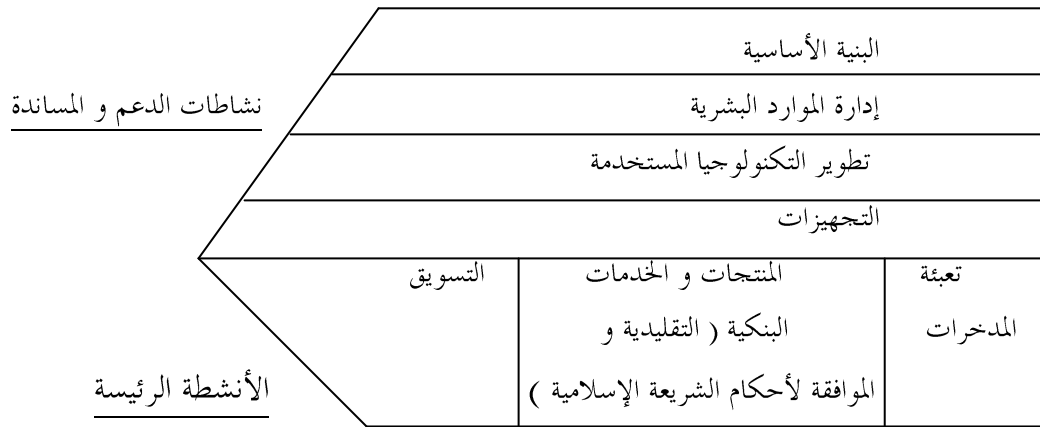 البنية الأساسية
نشاطات الدعم و المساندة
إدارة الموارد البشرية
تطوير التكنولوجيا المستخدمة
التجهيزات
تعبئة
المدخرات
المنتجات و الخدمات
البنكية ( التقليدية و
الموافقة لأحكام الشريعة الإسلامية )
التسويق
الأنشطة الرئيسة